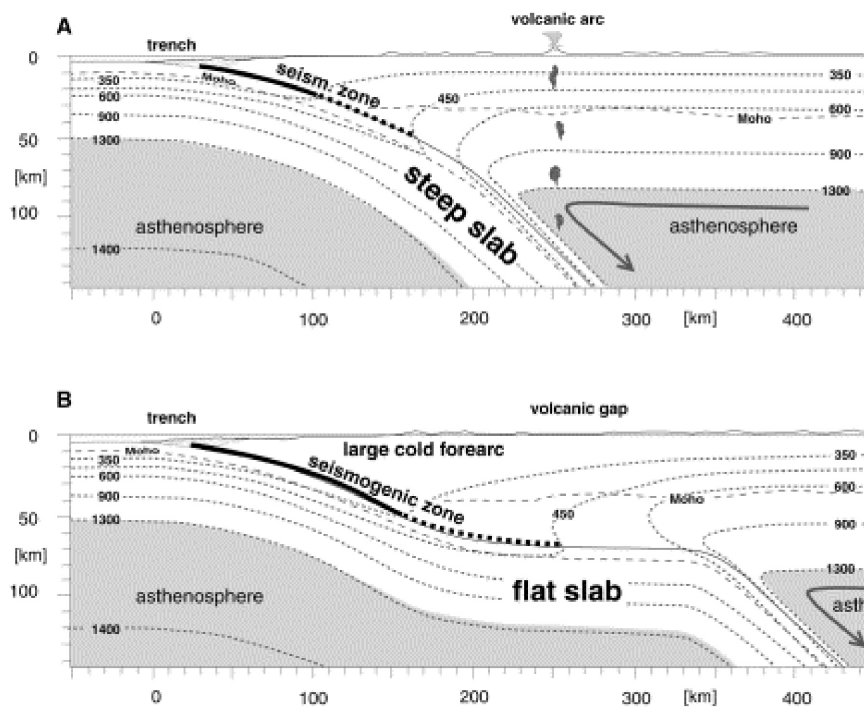 A
volcanic arc
trench
0
350
600
900
1300
Moho
seism. zone
450
350
600
Moho
900
1300
50
[km]
100
steep slab
asthenosphere
asthenosphere
1400
0 100 200 300 [km] 400
B
volcanic gap
trench
0
Moho
350
600
900
1300
large cold forearc
seismogenic zone
450
350
600
Moho
900
1300
50
[km]
100
flat slab
asthenosphere
asth
1400
0 100 200 300 [km] 400